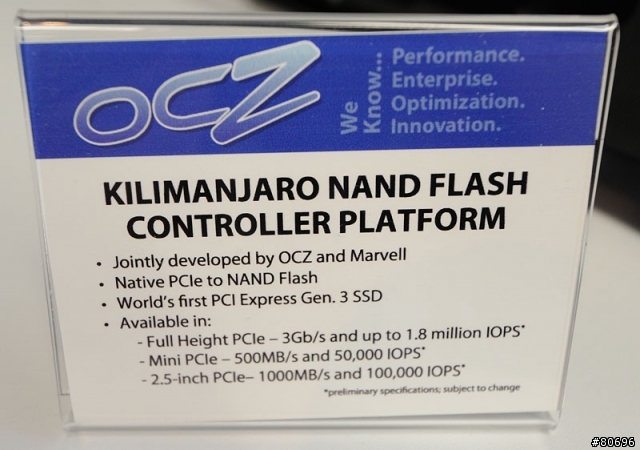 OCZ
We Know...
Performance.
Enterprise.
Optimization.
Innovation.
KILIMANJARO NAND FLASH
CONTROLLER PLATFORM
• Jointly developed by OCZ and Marvell
• Native PCIe to NAND Flash
• World's first PCI Express Gen. 3 SSD
• Available in:
- Full Height PCIe – 3Gb/s and up to 1.8 million IOPS*
- Mini PCIe – 500MB/s and 50,000 IOPS*
- 2.5-inch PCIe– 1000MB/s and 100,000 IOPS*
*preliminary specifications; subject to change
#80696